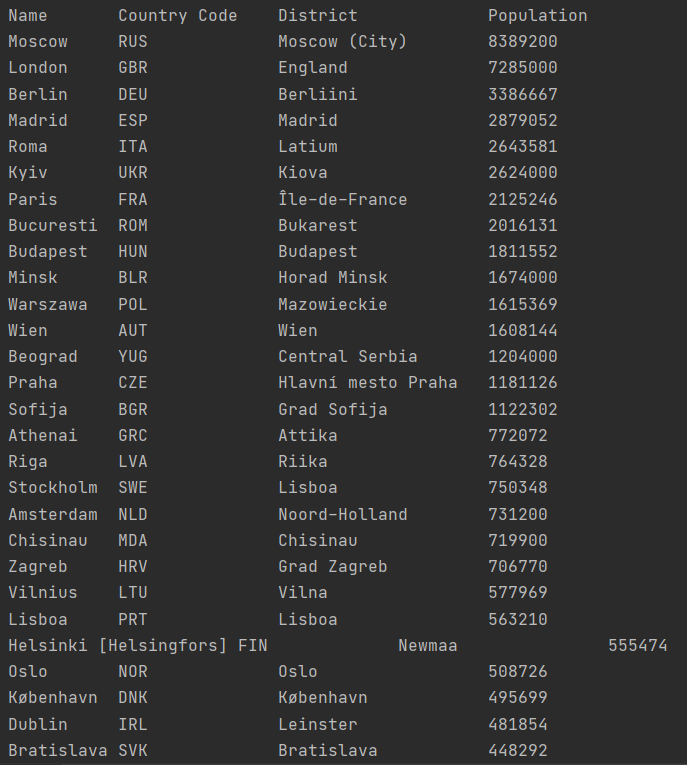 Name Country Code District Population
Moscow RUS Moscow (City) 8389200
London GBR England 7285000
Berlin DEU Berliini 3386667
Madrid ESP Madrid 2879052
Roma ITA Latium 2643581
Kyiv UKR Kiova 2624000
Paris FRA Île-de-France 2125246
Bucuresti ROM Bukarest 2016131
Budapest HUN Budapest 1811552
Minsk BLR Horad Minsk 1674000
Warszawa POL Mazowieckie 1615369
Wien AUT Wien 1608144
Beograd YUG Central Serbia 1204000
Praha CZE Hlavní mesto Praha 1181126
Sofija BGR Grad Sofija 1122302
Athenai GRC Attika 772072
Riga LVA Riika 764328
Stockholm SWE Lisboa 750348
Amsterdam NLD Noord-Holland 731200
Chisinau MDA Chisinau 719900
Zagreb HRV Grad Zagreb 706770
Vilnius LTU Vilna 577969
Lisboa PRT Lisboa 563210
Helsinki [Helsingfors] FIN Newmaa 555474
Oslo NOR Oslo 508726
København DNK København 495699
Dublin IRL Leinster 481854
Bratislava SVK Bratislava 448292